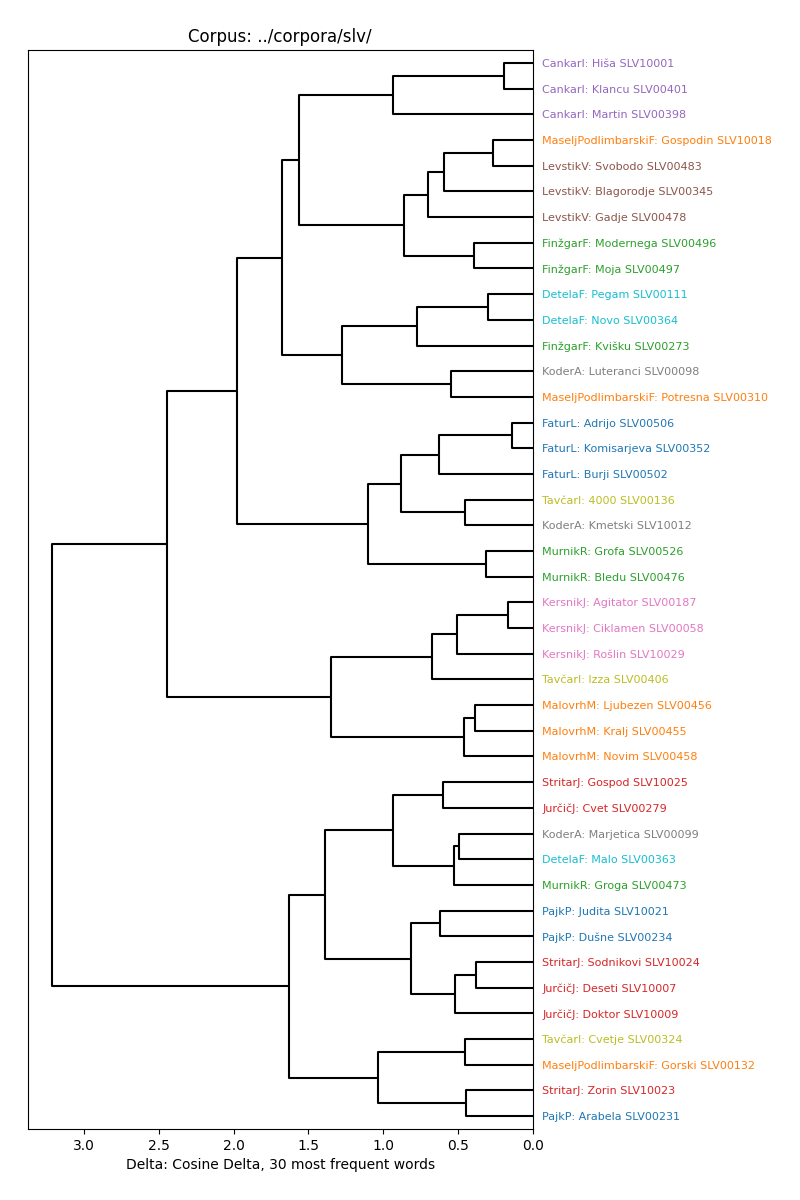 Corpus: ../corpora/slv/
CankarI: Hiša SLV10001
CankarI: Klancu SLV00401
CankarI: Martin SLV00398
MaseljPodlimbarskiF: Gospodin SLV10018
LevstikV: Svobodo SLV00483
LevstikV: Blagorodje SLV00345
LevstikV: Gadje SLV00478
FinžgarF: Modernega SLV00496
FinžgarF: Moja SLV00497
DetelaF: Pegam SLV00111
DetelaF: Novo SLV00364
FinžgarF: Kvišku SLV00273
KoderA: Luteranci SLV00098
MaseljPodlimbarskiF: Potresna SLV00310
FaturL: Adrijo SLV00506
FaturL: Komisarjeva SLV00352
FaturL: Burji SLV00502
TavčarI: 4000 SLV00136
KoderA: Kmetski SLV10012
MurnikR: Grofa SLV00526
MurnikR: Bledu SLV00476
KersnikJ: Agitator SLV00187
KersnikJ: Ciklamen SLV00058
KersnikJ: Rošlin SLV10029
TavčarI: Izza SLV00406
MalovrhM: Ljubezen SLV00456
MalovrhM: Kralj SLV00455
MalovrhM: Novim SLV00458
StritarJ: Gospod SLV10025
JurčičJ: Cvet SLV00279
KoderA: Marjetica SLV00099
DetelaF: Malo SLV00363
MurnikR: Groga SLV00473
PajkP: Judita SLV10021
PajkP: Dušne SLV00234
StritarJ: Sodnikovi SLV10024
JurčičJ: Deseti SLV10007
JurčičJ: Doktor SLV10009
TavčarI: Cvetje SLV00324
MaseljPodlimbarskiF: Gorski SLV00132
StritarJ: Zorin SLV10023
PajkP: Arabela SLV00231
3.0 2.5 2.0 1.5 1.0 0.5 0.0
Delta: Cosine Delta, 30 most frequent words